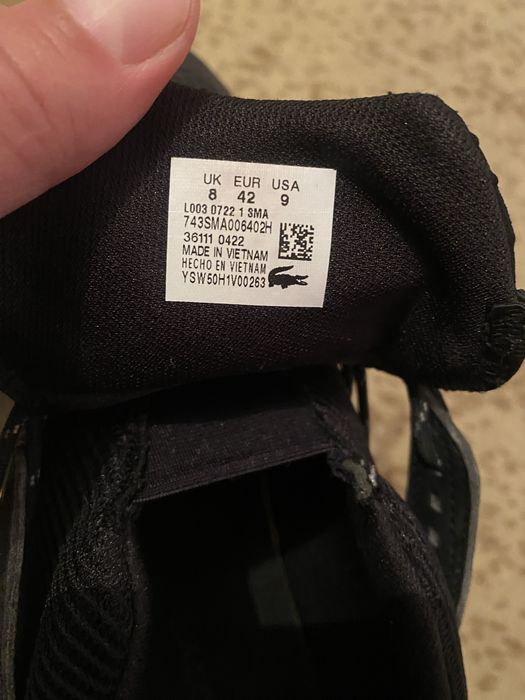 UK EUR USA
8 42 9
L003 0722 1 SMA
743SMA006402H
36111 0422
MADE IN VIETNAM
HECHO EN VIETNAM
YSW50H1V00263